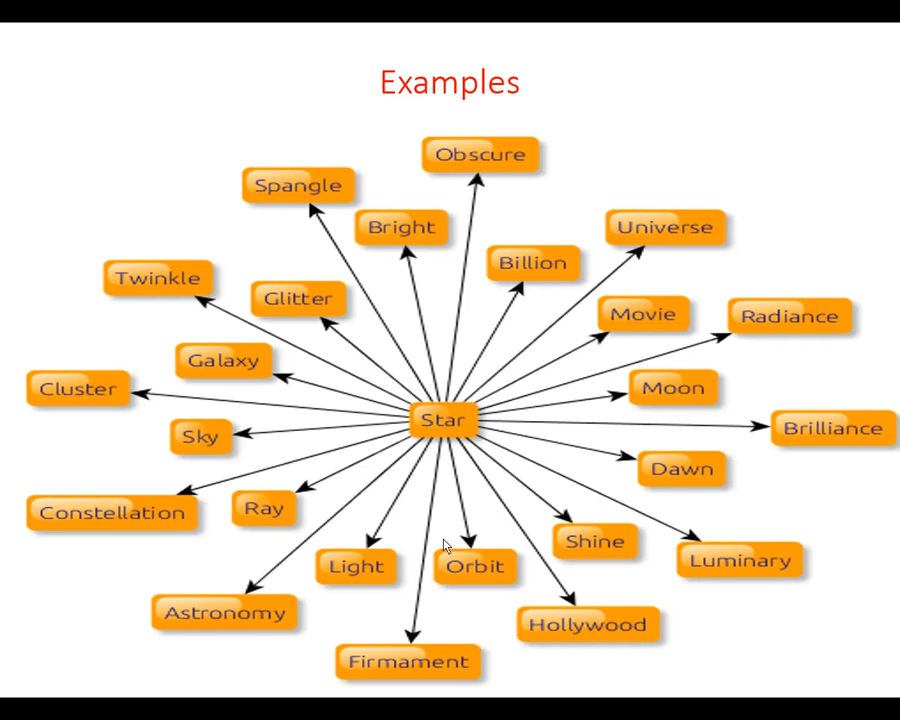 Examples
Obscure
Spangle
Bright
Universe
Billion
Twinkle
Glitter
Movie
Radiance
Galaxy
Cluster
Moon
Star
Sky
Brilliance
Dawn
Constellation
Ray
Shine
Light
Orbit
Luminary
Astronomy
Hollywood
Firmament